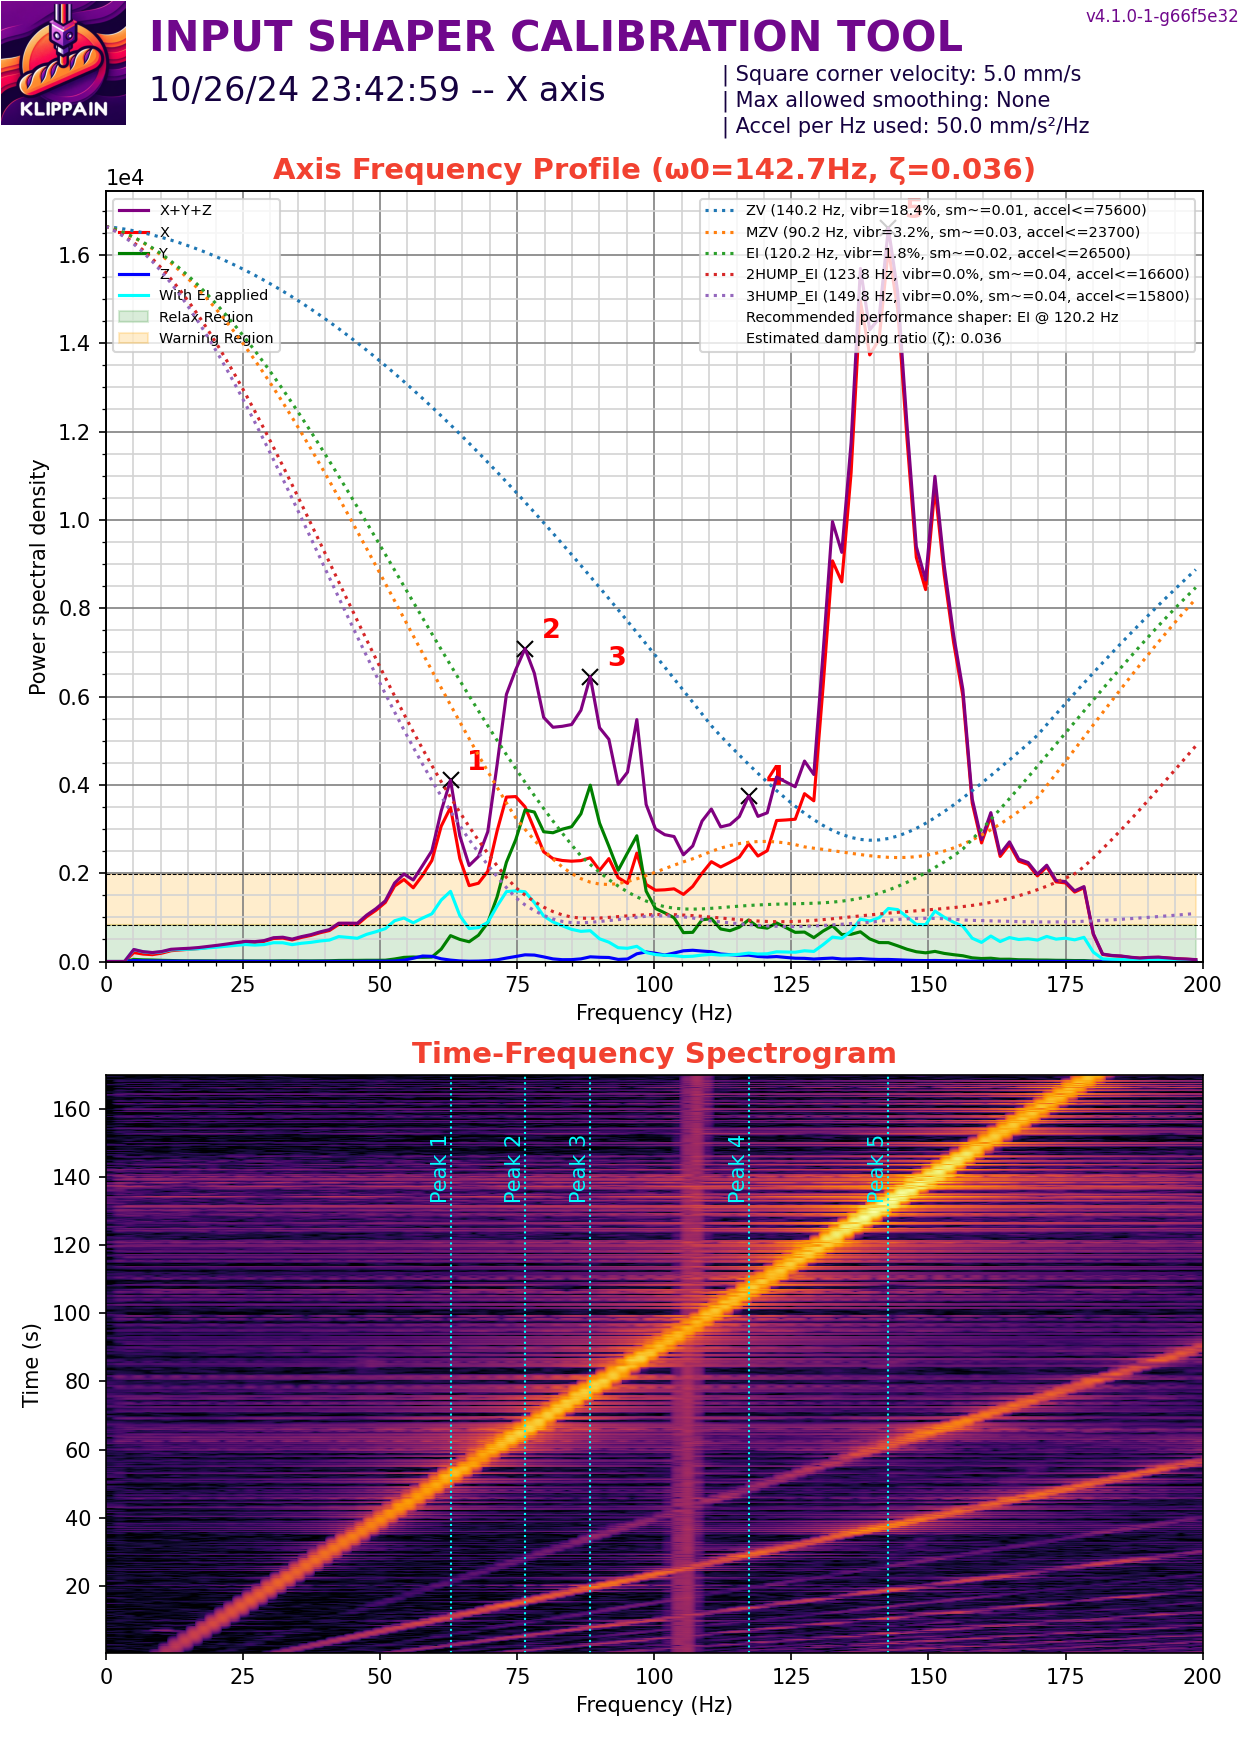 v4.1.0-1-g66f5e32
INPUT SHAPER CALIBRATION TOOL
10/26/24 23:42:59 -- X axis
| Square corner velocity: 5.0 mm/s
| Max allowed smoothing: None
| Accel per Hz used: 50.0 mm/s²/Hz
KLIPPAIN
Axis Frequency Profile (ω0=142.7Hz, ζ=0.036)
1e4
X+Y+Z
X
Y
Z
With EI applied
Relax Region
Warning Region
ZV (140.2 Hz, vibr=18.4%, sm~=0.01, accel<=75600)
MZV (90.2 Hz, vibr=3.2%, sm~=0.03, accel<=23700)
EI (120.2 Hz, vibr=1.8%, sm~=0.02, accel<=26500)
2HUMP_EI (123.8 Hz, vibr=0.0%, sm~=0.04, accel<=16600)
3HUMP_EI (149.8 Hz, vibr=0.0%, sm~=0.04, accel<=15800)
Recommended performance shaper: EI @ 120.2 Hz
Estimated damping ratio (ζ): 0.036
5
1.6
1.4
1.2
1.0
0.8
0.6
0.4
0.2
0.0
Power spectral density
1
2
3
4
0 25 50 75 100 125 150 175 200
Frequency (Hz)
Time-Frequency Spectrogram
160
140
120
100
80
60
40
20
Time (s)
Peak 1
Peak 2
Peak 3
Peak 4
Peak 5
0 25 50 75 100 125 150 175 200
Frequency (Hz)